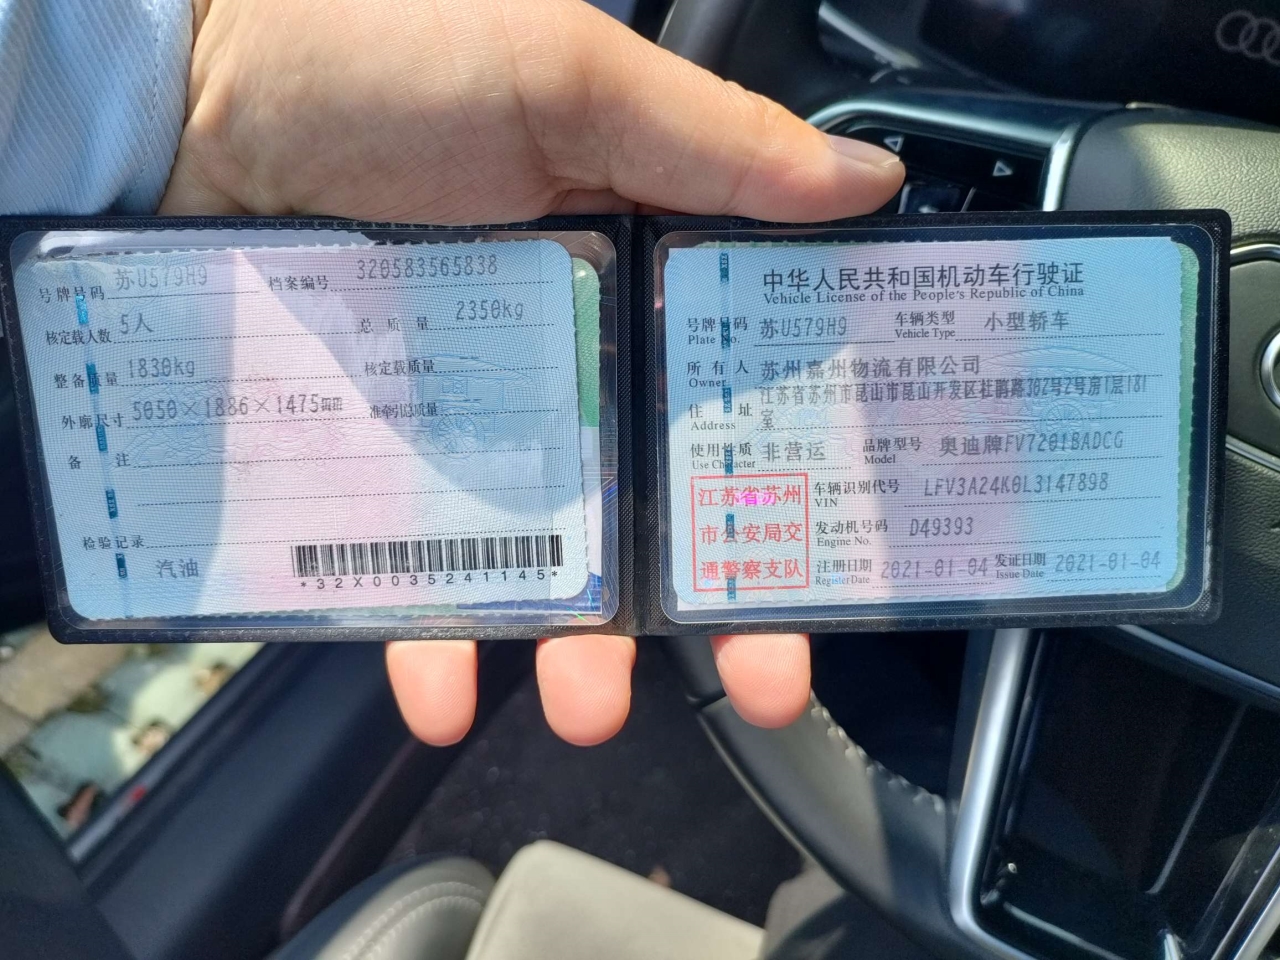 号牌号码 苏U579H9 档案编号 320583565838
核定载人数 5人 总质量 2350kg
整备质量 1830kg 核定载质量
外廓尺寸 5050×1886×1475mm 准牵引总质量
备注
检验记录
汽油
*32X0035241145*
中华人民共和国机动车行驶证
Vehicle License of the People's Republic of China
号牌号码 苏U579H9 车辆类型 小型轿车
Plate No. Vehicle Type
所有人 苏州嘉州物流有限公司
Owner
住址 江苏省苏州市昆山市昆山开发区杜鹃路302号2号房1层181室
Address
使用性质 非营运 品牌型号 奥迪牌FV7201BADCG
Use Character Model
江苏省苏州
市公安局交
通警察支队
车辆识别代号 LFV3A24K6L3147898
VIN
发动机号码 D49393
Engine No.
注册日期 2021-01-04 发证日期 2021-01-04
Register Date Issue Date